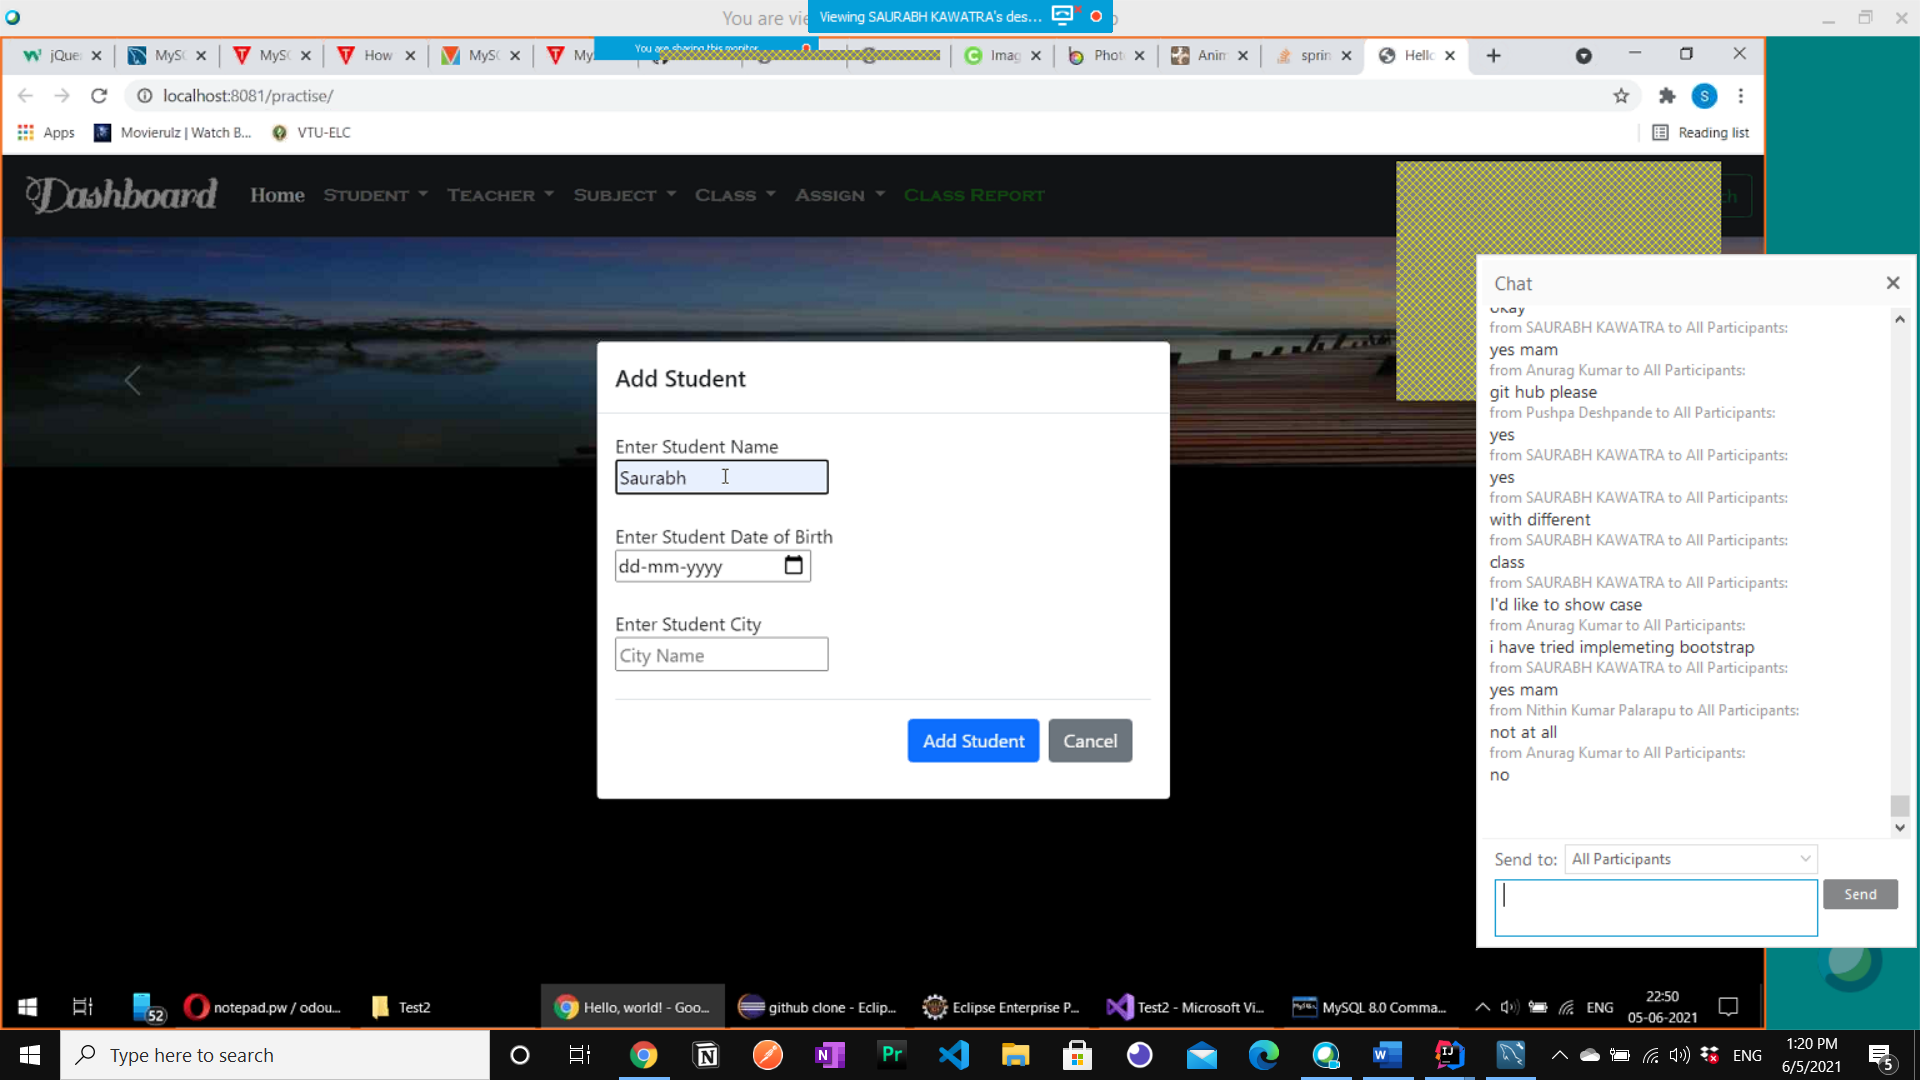 Viewing SAURABH KAWATRA's des...
You are vi
You are sharing this monitor
jQue
MyS
MyS
How
MyS
My
Imag
Phot
Anim
sprin
Hello
localhost:8081/practise/
S
Apps
Movierulz | Watch B...
VTU-ELC
Reading list
Dashboard
Home
STUDENT
TEACHER
SUBJECT
CLASS
ASSIGN
CLASS REPORT
Add Student
Enter Student Name
Saurabh
Enter Student Date of Birth
dd-mm-yyyy
Enter Student City
City Name
Add Student
Cancel
Chat
okay
from SAURABH KAWATRA to All Participants:
yes mam
from Anurag Kumar to All Participants:
git hub please
from Pushpa Deshpande to All Participants:
yes
from SAURABH KAWATRA to All Participants:
yes
from SAURABH KAWATRA to All Participants:
with different
from SAURABH KAWATRA to All Participants:
class
from SAURABH KAWATRA to All Participants:
I'd like to show case
from Anurag Kumar to All Participants:
i have tried implemeting bootstrap
from SAURABH KAWATRA to All Participants:
yes mam
from Nithin Kumar Palarapu to All Participants:
not at all
from Anurag Kumar to All Participants:
no
Send to:
All Participants
Send
52
notepad.pw / odou...
Test2
Hello, world! - Goo...
github clone - Eclip...
Eclipse Enterprise P...
Test2 - Microsoft Vi...
MySQL 8.0 Comma...
ENG
22:50
05-06-2021
Type here to search
ENG
1:20 PM
6/5/2021
5